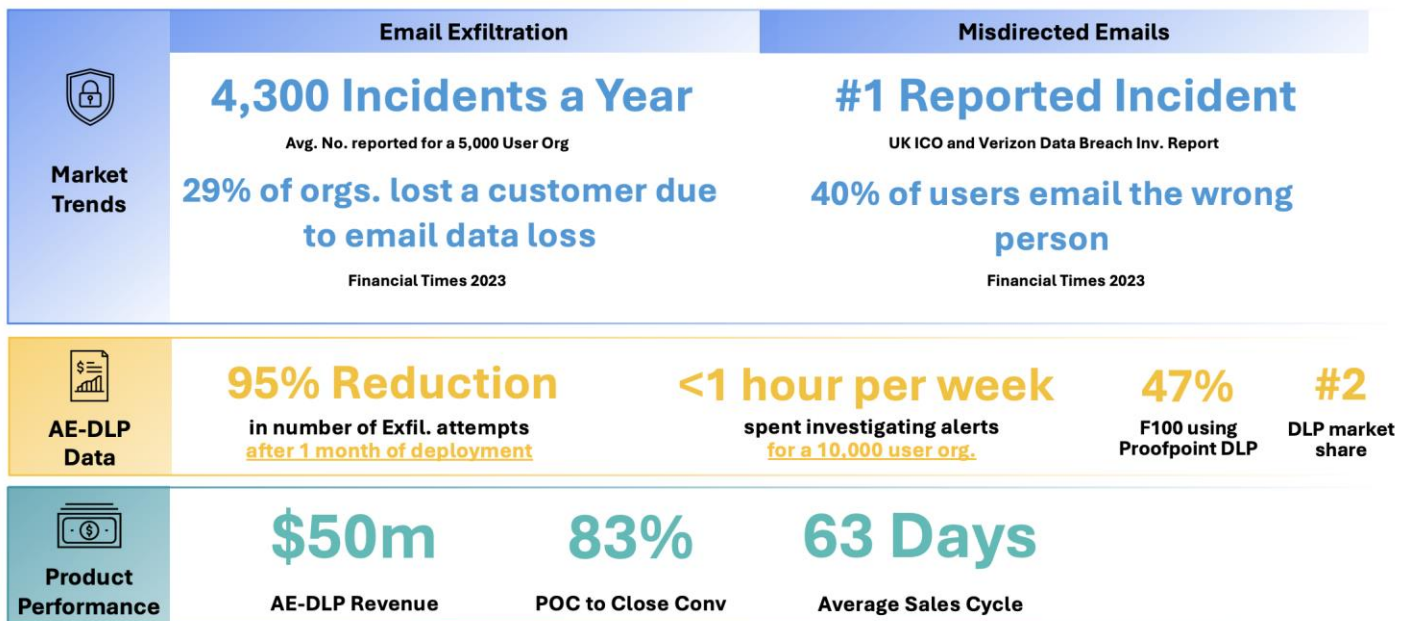 Market
Trends
Email Exfiltration
4,300 Incidents a Year
Avg. No. reported for a 5,000 User Org
29% of orgs. lost a customer due
to email data loss
Financial Times 2023
Misdirected Emails
#1 Reported Incident
UK ICO and Verizon Data Breach Inv. Report
40% of users email the wrong
person
Financial Times 2023
AE-DLP
Data
95% Reduction
in number of Exfil. attempts
after 1 month of deployment
<1 hour per week
spent investigating alerts
for a 10,000 user org.
47%
F100 using
Proofpoint DLP
#2
DLP market
share
Product
Performance
$50m
AE-DLP Revenue
83%
POC to Close Conv
63 Days
Average Sales Cycle